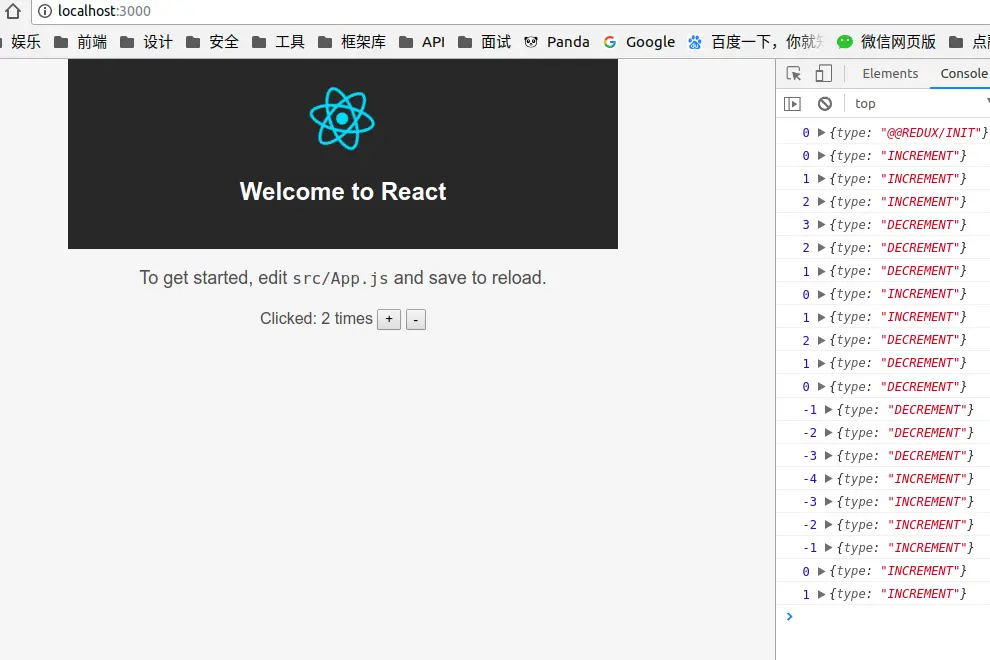 localhost:3000
娱乐 前端 设计 安全 工具 框架库 API 面试 Panda Google 百度一下，你就 微信网页版
Elements Console
top
Welcome to React
To get started, edit src/App.js and save to reload.
Clicked: 2 times + -
0 ▶{type: "@@REDUX/INIT"}
0 ▶{type: "INCREMENT"}
1 ▶{type: "INCREMENT"}
2 ▶{type: "INCREMENT"}
3 ▶{type: "DECREMENT"}
2 ▶{type: "DECREMENT"}
1 ▶{type: "DECREMENT"}
0 ▶{type: "INCREMENT"}
1 ▶{type: "INCREMENT"}
2 ▶{type: "DECREMENT"}
1 ▶{type: "DECREMENT"}
0 ▶{type: "DECREMENT"}
-1 ▶{type: "DECREMENT"}
-2 ▶{type: "DECREMENT"}
-3 ▶{type: "DECREMENT"}
-4 ▶{type: "INCREMENT"}
-3 ▶{type: "INCREMENT"}
-2 ▶{type: "INCREMENT"}
-1 ▶{type: "INCREMENT"}
0 ▶{type: "INCREMENT"}
1 ▶{type: "INCREMENT"}